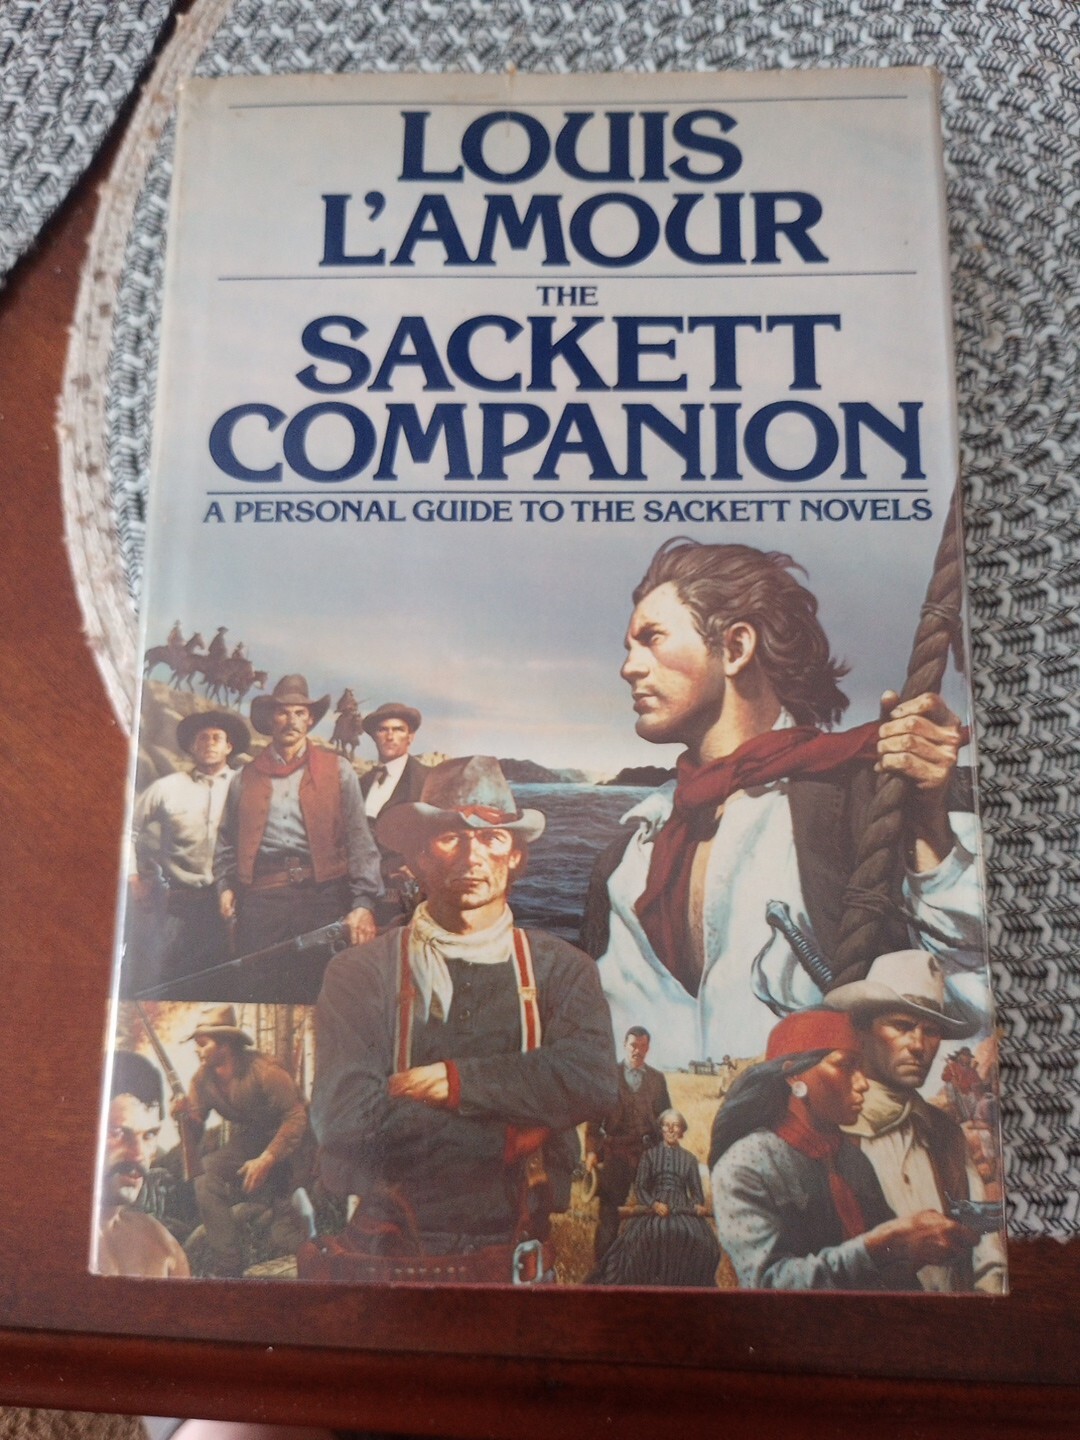 LOUIS
L'AMOUR
THE
SACKETT
COMPANION
A PERSONAL GUIDE TO THE SACKETT NOVELS